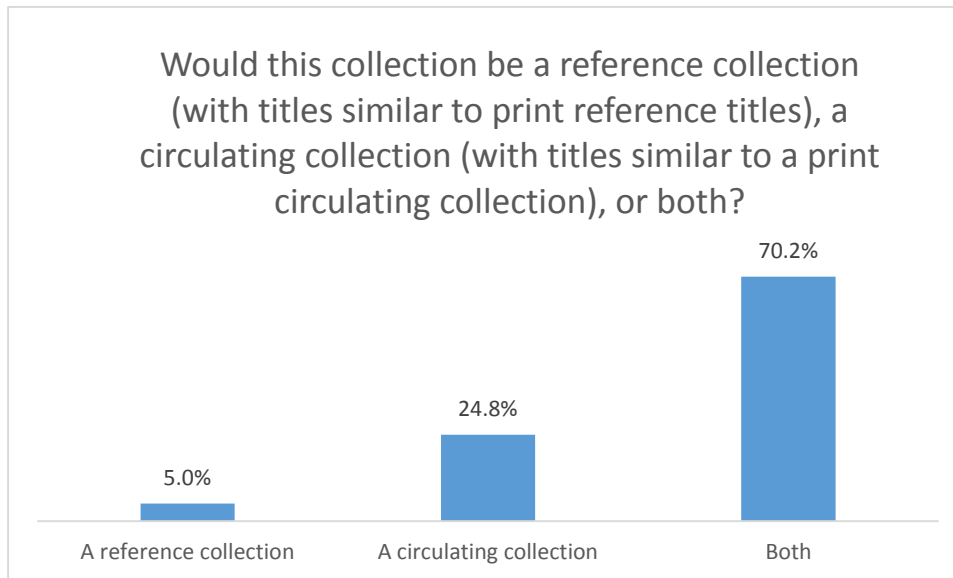 Would this collection be a reference collection
(with titles similar to print reference titles), a
circulating collection (with titles similar to a print
circulating collection), or both?
70.2%
24.8%
5.0%
A reference collection
A circulating collection
Both